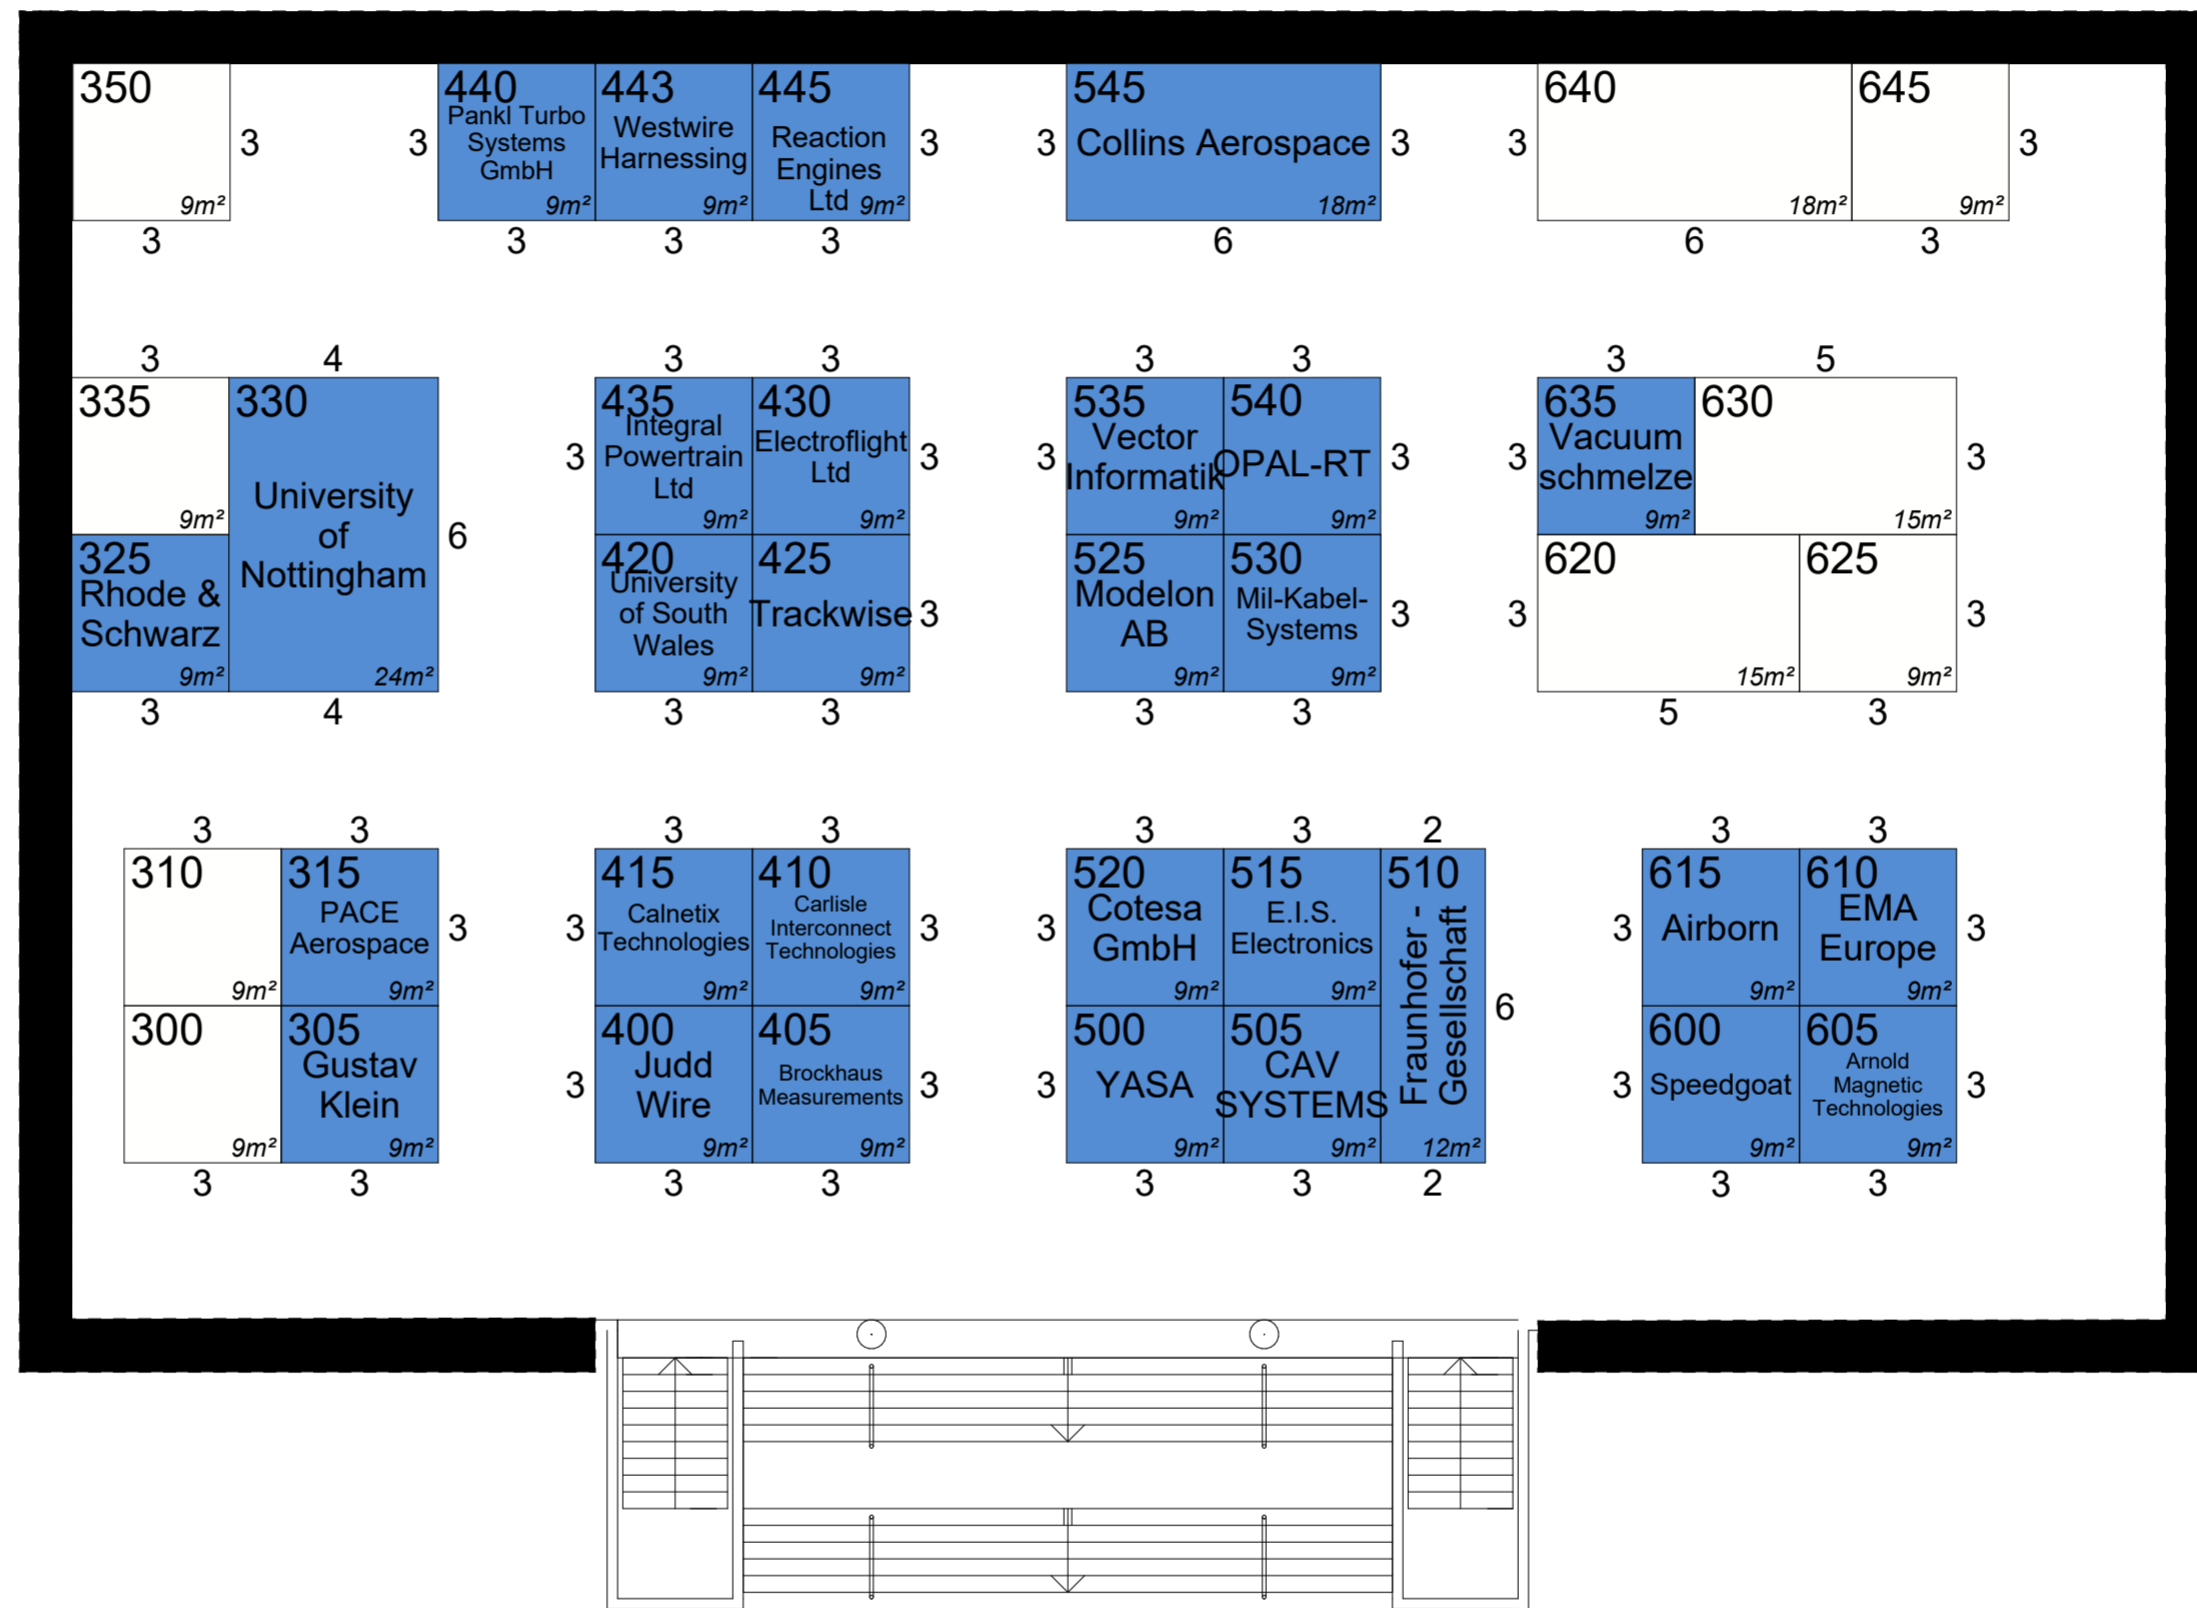 350
9m²
3
3
440
Pankl Turbo
Systems
GmbH
9m²
3
3
443
Westwire
Harnessing
9m²
3
445
Reaction
Engines
Ltd 9m²
3
3
545
Collins Aerospace
18m²
3
3
6
640
18m²
3
6
645
9m²
3
3
3
335
9m²
325
Rhode &
Schwarz
9m²
3
4
330
University
of
Nottingham
24m²
6
4
3
435
Integral
Powertrain
Ltd
9m²
3
3
430
Electroflight
Ltd
9m²
3
420
University
of South
Wales
9m²
3
425
Trackwise
9m²
3
3
3
535
Vector
Informatik
9m²
3
3
540
OPAL-RT
9m²
3
525
Modelon
AB
9m²
3
530
Mil-Kabel-
Systems
9m²
3
3
3
635
Vacuum
schmelze
9m²
3
5
630
15m²
3
620
15m²
3
5
625
9m²
3
3
3
310
9m²
3
315
PACE
Aerospace
9m²
3
300
9m²
3
305
Gustav
Klein
9m²
3
3
415
Calnetix
Technologies
9m²
3
3
410
Carlisle
Interconnect
Technologies
9m²
3
400
Judd
Wire
9m²
3
3
405
Brockhaus
Measurements
9m²
3
3
3
520
Cotesa
GmbH
9m²
3
3
515
E.I.S.
Electronics
9m²
2
510
Fraunhofer -
Gesellschaft
12m²
6
2
500
YASA
9m²
3
3
505
CAV
SYSTEMS
9m²
3
3
615
Airborn
9m²
3
3
610
EMA
Europe
9m²
3
600
Speedgoat
9m²
3
3
605
Arnold
Magnetic
Technologies
9m²
3
3